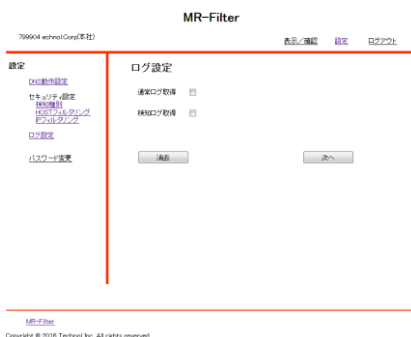 MR-Filter
799904 echnol Corp(本社)
表示/確認 設定 ログアウト
設定
DNS動作設定
セキュリティ設定
検知種別
HOSTフィルタリング
IPフィルタリング
ログ設定
パスワード変更
ログ設定
通常ログ取得
検知ログ取得
消去 次へ
MR-Filter
Copyright © 2016 Technol Inc. All rights reserved.